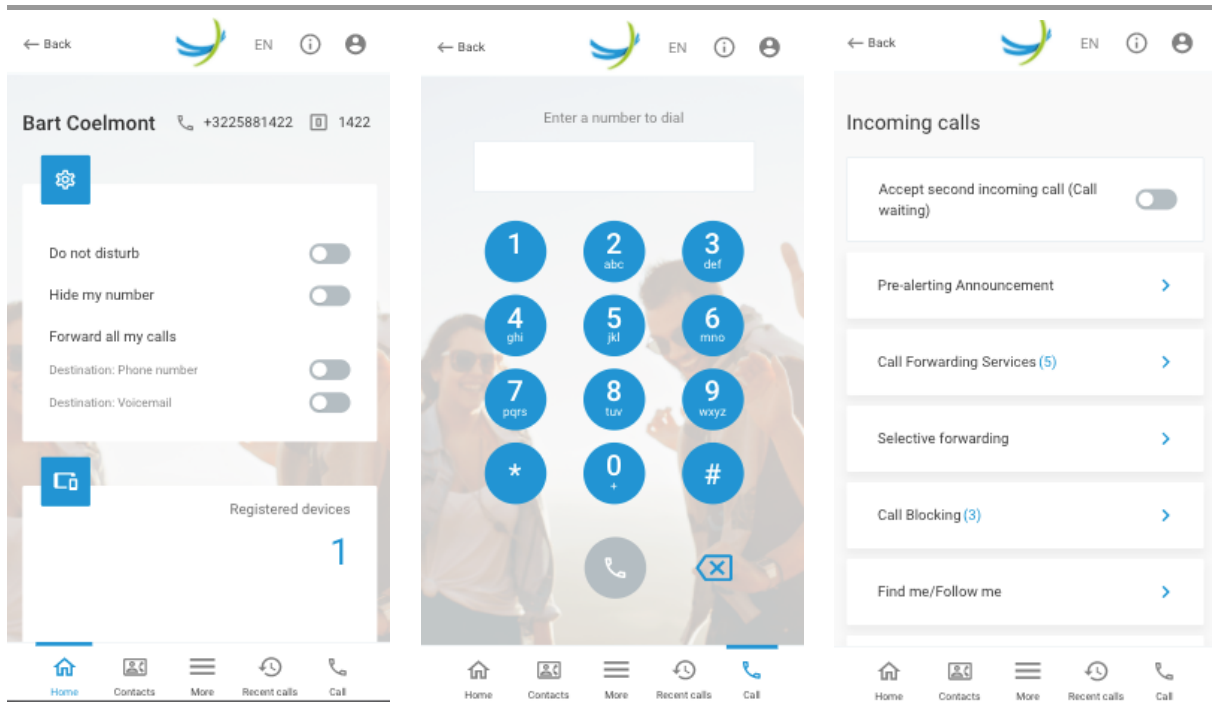 Back
EN
Bart Coelmont +3225881422 1422
Do not disturb
Hide my number
Forward all my calls
Destination: Phone number
Destination: Voicemail
Registered devices
1
Home Contacts More Recent calls Call
Back
EN
Enter a number to dial
1 2 3
abc def
4 5 6
ghi jkl mno
7 8 9
pqrs tuv wxyz
* 0 #
+
Home Contacts More Recent calls Call
Back
EN
Incoming calls
Accept second incoming call (Call
waiting)
Pre-alerting Announcement
Call Forwarding Services (5)
Selective forwarding
Call Blocking (3)
Find me/Follow me
Home Contacts More Recent calls Call